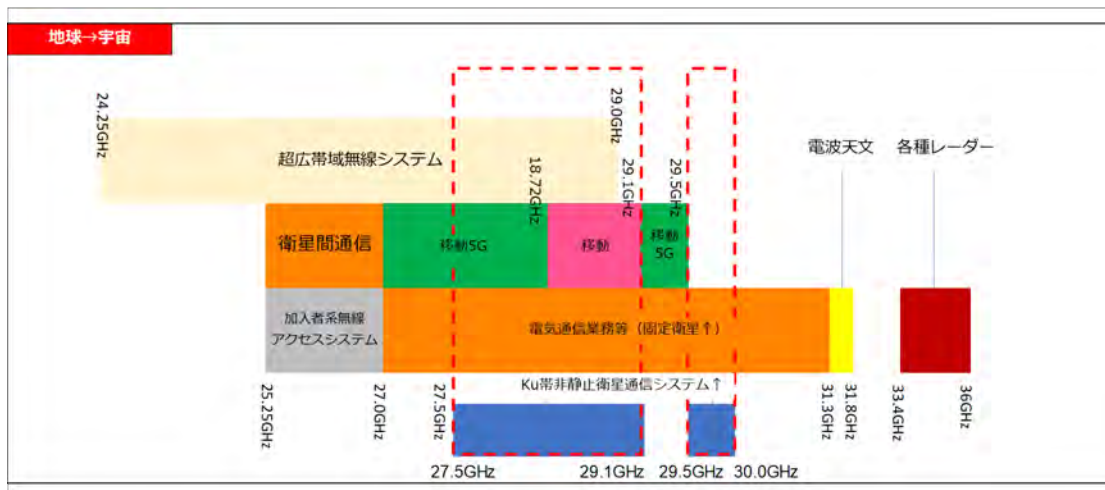 地球→宇宙
24.25GHz
超広帯域無線システム
29.0GHz
18.72GHz
29.1GHz
29.5GHz
電波天文
各種レーダー
衛星間通信
移動5G
移動
移動
5G
加入者系無線
アクセスシステム
電気通信業務等（固定衛星↑）
Ku帯非静止衛星通信システム↑
25.25GHz
27.0GHz
27.5GHz
31.3GHz
31.8GHz
33.4GHz
36GHz
27.5GHz
29.1GHz
29.5GHz
30.0GHz